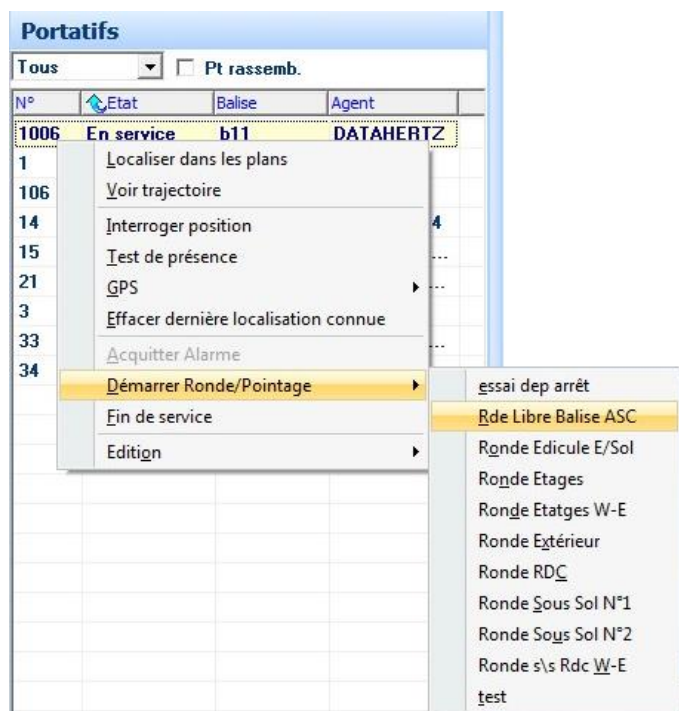 Portatifs
Tous Pt rassemb.
N° Etat Balise Agent
1006 En service b11 DATAHERTZ
1
106
14 4
15 ...
21 ...
3
33 ...
34
Localiser dans les plans
Voir trajectoire
Interroger position
Test de présence
GPS
Effacer dernière localisation connue
Acquitter Alarme
Démarrer Ronde/Pointage
Fin de service
Edition
essai dep arrêt
Rde Libre Balise ASC
Ronde Edicule E/Sol
Ronde Etages
Ronde Etatges W-E
Ronde Extérieur
Ronde RDC
Ronde Sous Sol N°1
Ronde Sous Sol N°2
Ronde s\s Rdc W-E
test